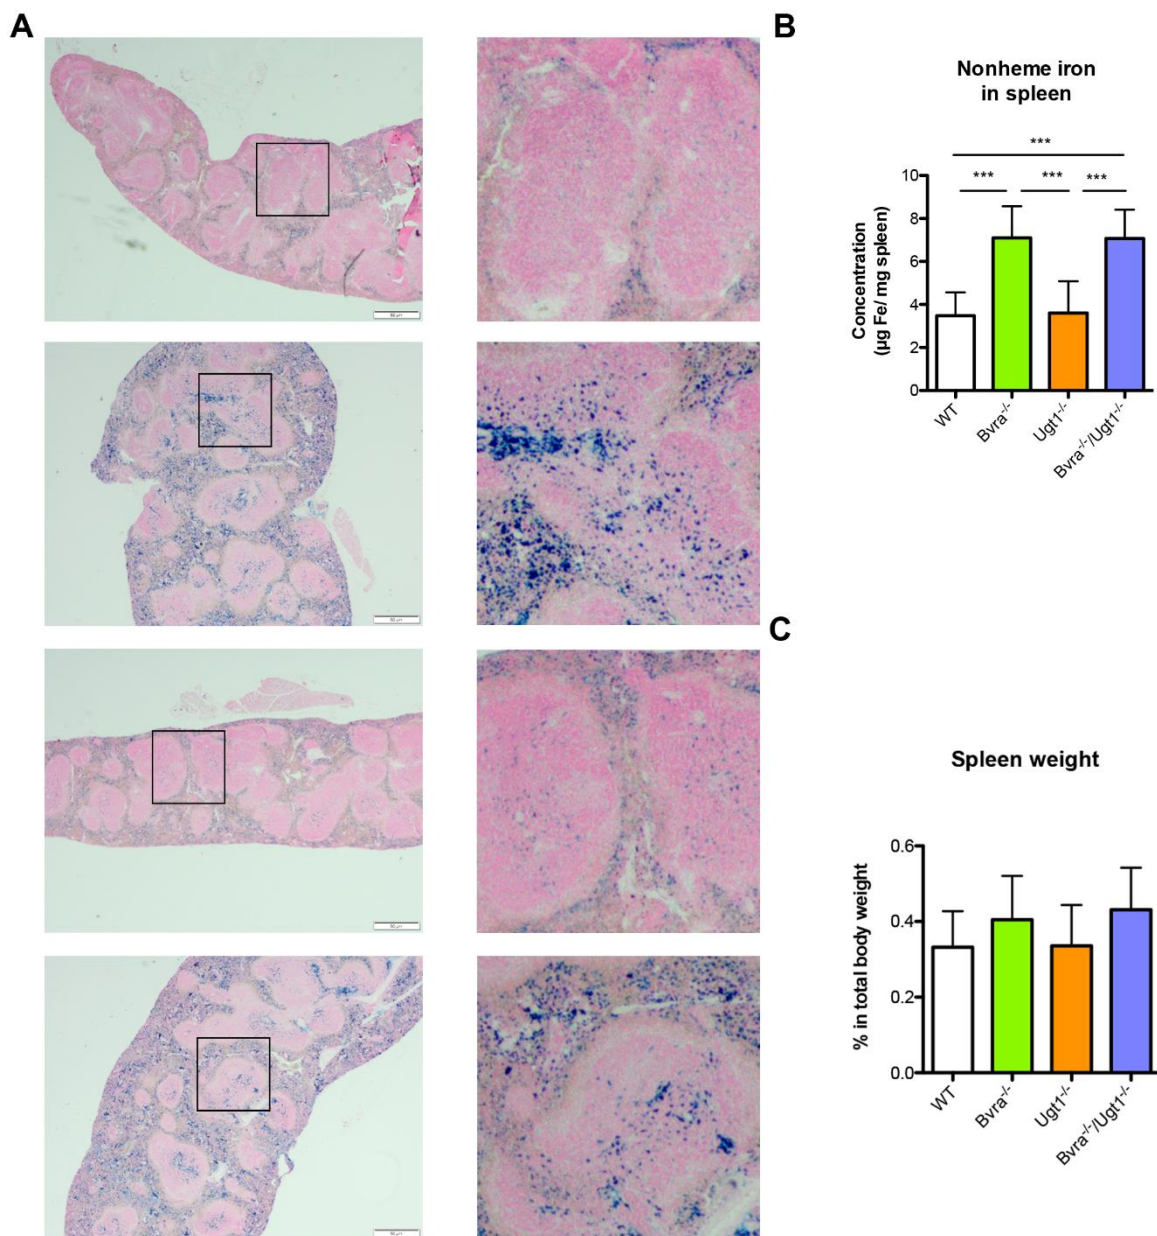 A
B
Nonheme iron
in spleen
***
*** *** ***
10
8
6
4
2
0
Concentration
(µg Fe/ mg spleen)
WT
Bvra⁻/⁻
Ugt1⁻/⁻
Bvra⁻/⁻/Ugt1⁻/⁻
C
Spleen weight
0.6
0.4
0.2
0.0
% in total body weight
WT
Bvra⁻/⁻
Ugt1⁻/⁻
Bvra⁻/⁻/Ugt1⁻/⁻